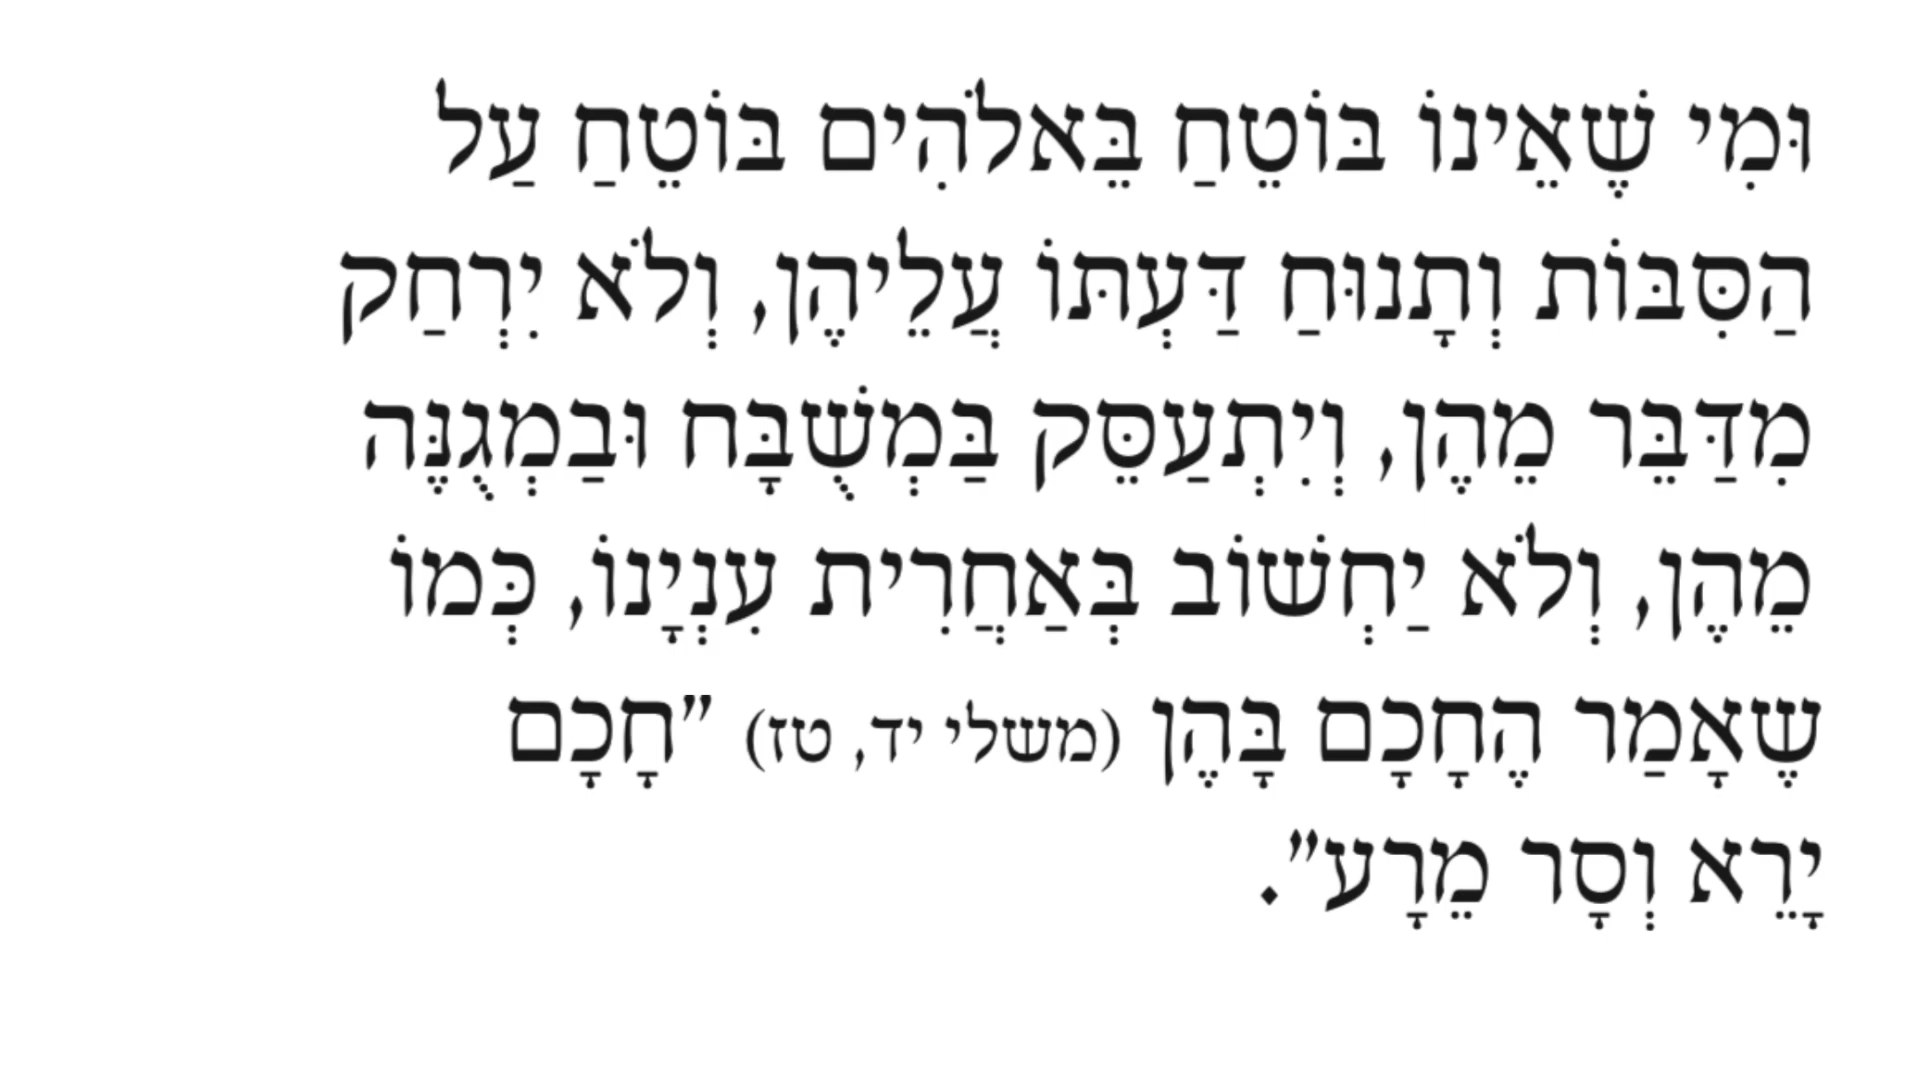 וּמִי שֶׁאֵינוֹ בּוֹטֵחַ בֵּאלֹהִים בּוֹטֵחַ עַל
הַסִּבּוֹת וְתָנוּחַ דַּעְתּוֹ עֲלֵיהֶן, וְלֹא יִרְחַק
מִדַּבֵּר מֵהֶן, וְיִתְעַסֵּק בַּמְשֻׁבָּח וּבַמְגֻנֶּה
מֵהֶן, וְלֹא יַחְשׁוֹב בְּאַחֲרִית עִנְיָנוֹ, כְּמוֹ
שֶׁאָמַר הֶחָכָם בָּהֶן (משלי יד, טז) ״חָכָם
יָרֵא וְסָר מֵרָע״.